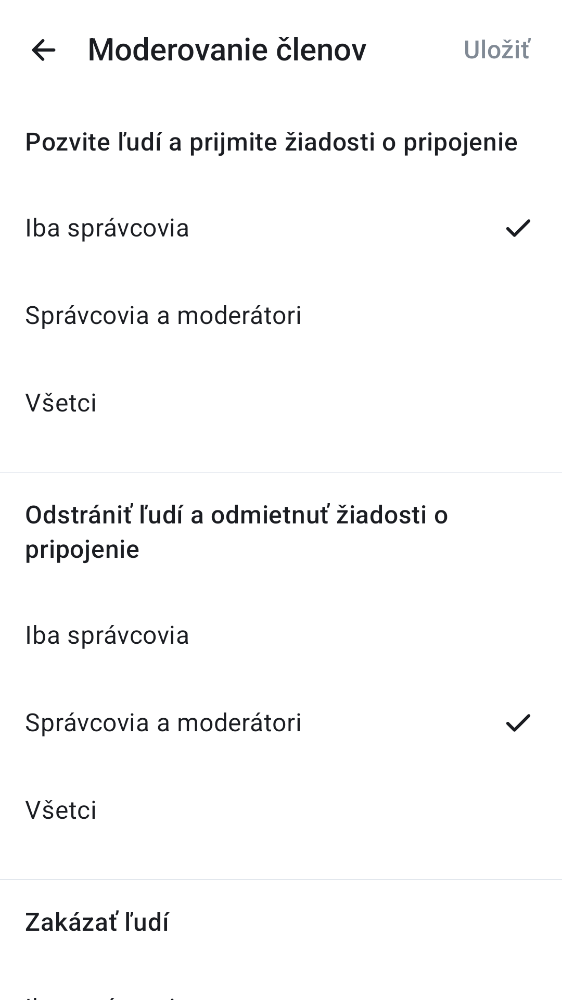 Moderovanie členov
Uložiť
Pozvite ľudí a prijmite žiadosti o pripojenie
Iba správcovia
Správcovia a moderátori
Všetci
Odstrániť ľudí a odmietnuť žiadosti o
pripojenie
Iba správcovia
Správcovia a moderátori
Všetci
Zakázať ľudí